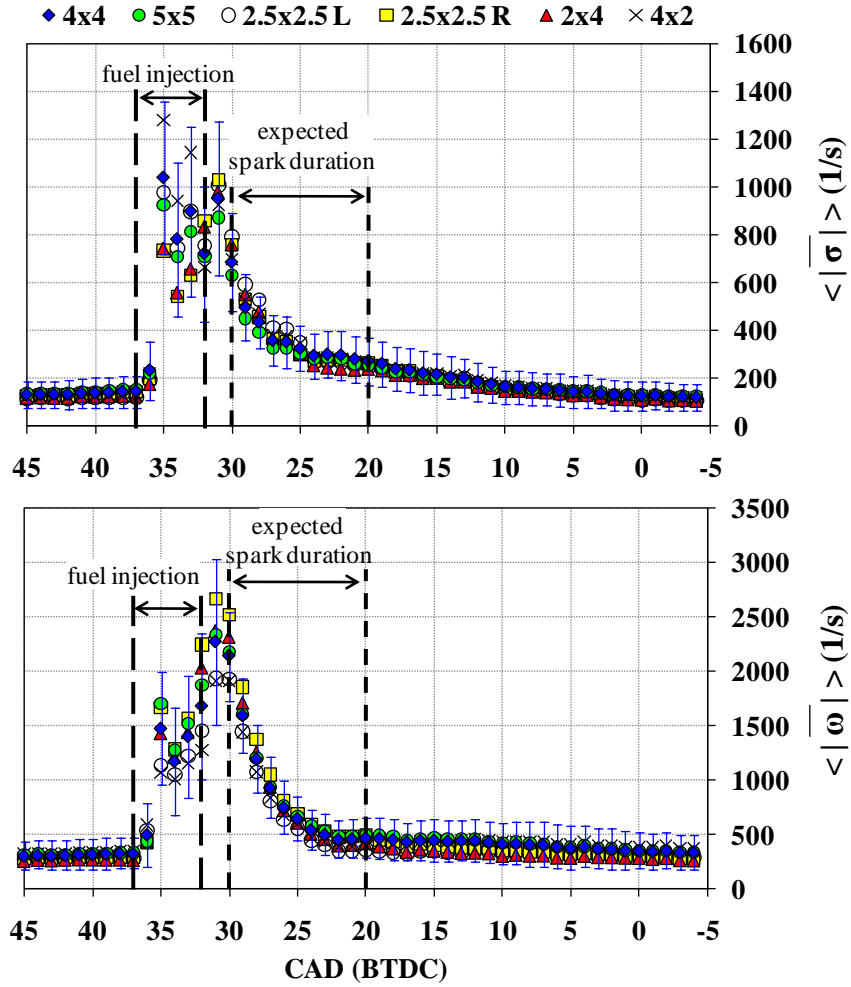 4x4 5x5 2.5x2.5 L 2.5x2.5 R 2x4 4x2
1600
1400
1200
1000
800
600
400
200
0
fuel injection
expected
spark duration
< | σ | > (1/s)
45 40 35 30 25 20 15 10 5 0 -5
3500
3000
2500
2000
1500
1000
500
0
expected
spark duration
fuel injection
< | ω | > (1/s)
45 40 35 30 25 20 15 10 5 0 -5
CAD (BTDC)